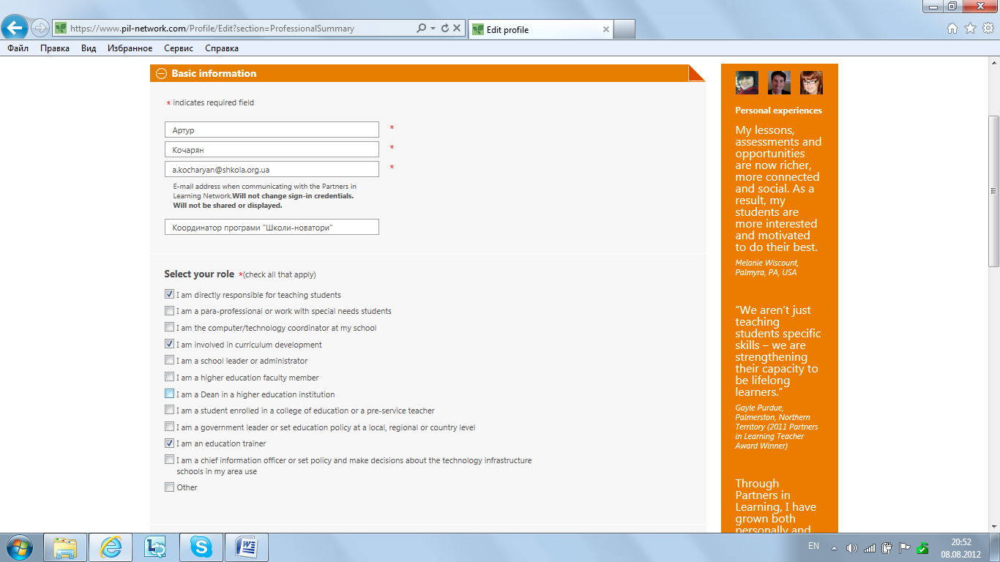 https://www.pil-network.com/Profile/Edit?section=ProfessionalSummary
Edit profile
Файл Правка Вид Избранное Сервис Справка
Basic information
* indicates required field
Артур *
Кочарян *
a.kocharyan@shkola.org.ua *
E-mail address when communicating with the Partners in
Learning Network.Will not change sign-in credentials.
Will not be shared or displayed.
Координатор програми "Школи-новатори"
Select your role *(check all that apply)
I am directly responsible for teaching students
I am a para-professional or work with special needs students
I am the computer/technology coordinator at my school
I am involved in curriculum development
I am a school leader or administrator
I am a higher education faculty member
I am a Dean in a higher education institution
I am a student enrolled in a college of education or a pre-service teacher
I am a government leader or set education policy at a local, regional or country level
I am an education trainer
I am a chief information officer or set policy and make decisions about the technology infrastructure
schools in my area use
Other
Personal experiences
My lessons,
assessments and
opportunities
are now richer,
more connected
and social. As a
result, my
students are
more interested
and motivated
to do their best.
Melanie Wiscount,
Palmyra, PA, USA
“We aren’t just
teaching
students specific
skills – we are
strengthening
their capacity to
be lifelong
learners.”
Gayle Purdue,
Palmerston, Northern
Territory (2011 Partners
in Learning Teacher
Award Winner)
Through
Partners in
Learning, I have
grown both
personally and
EN
20:52
08.08.2012